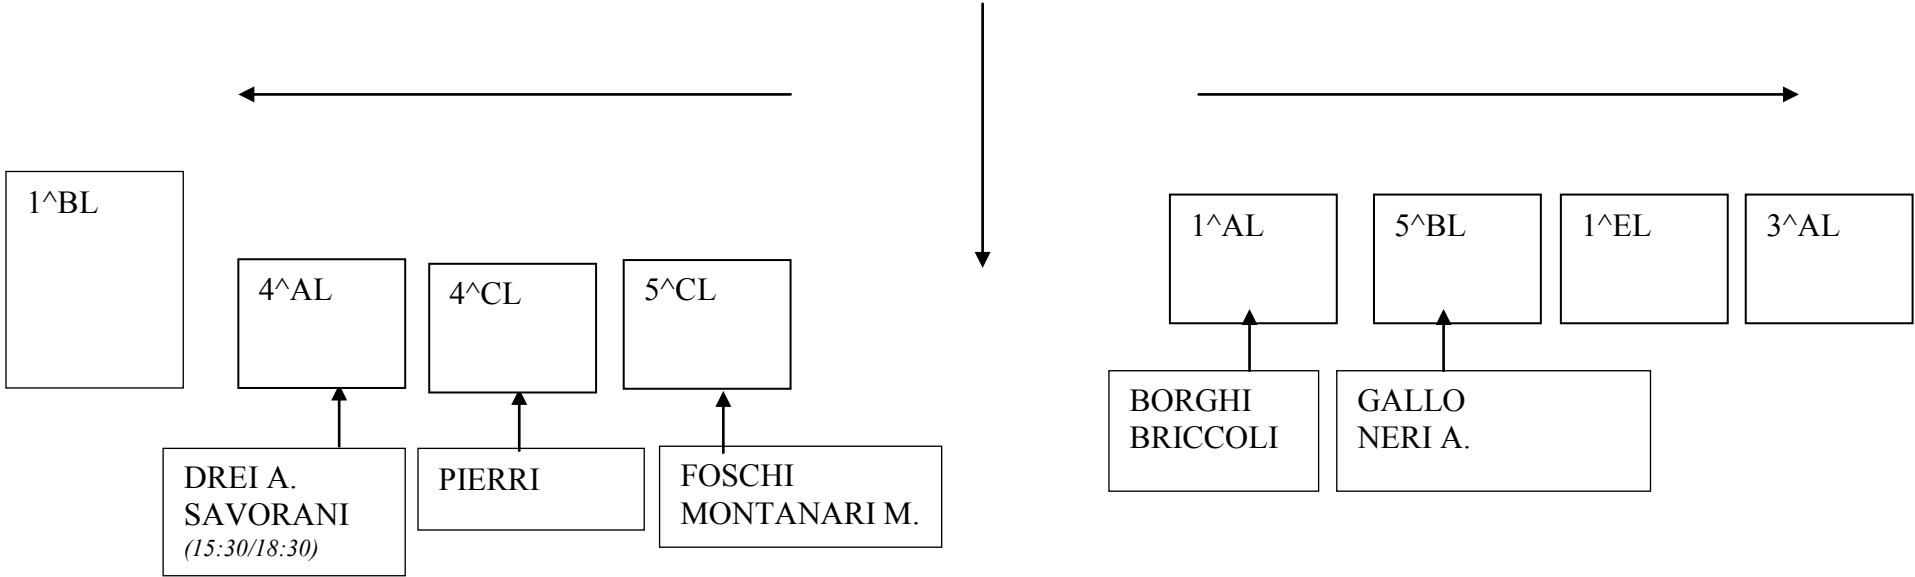 1^BL
4^AL
4^CL
5^CL
1^AL
5^BL
1^EL
3^AL
DREI A.
SAVORANI
(15:30/18:30)
PIERRI
FOSCHI
MONTANARI M.
BORGHI
BRICCOLI
GALLO
NERI A.